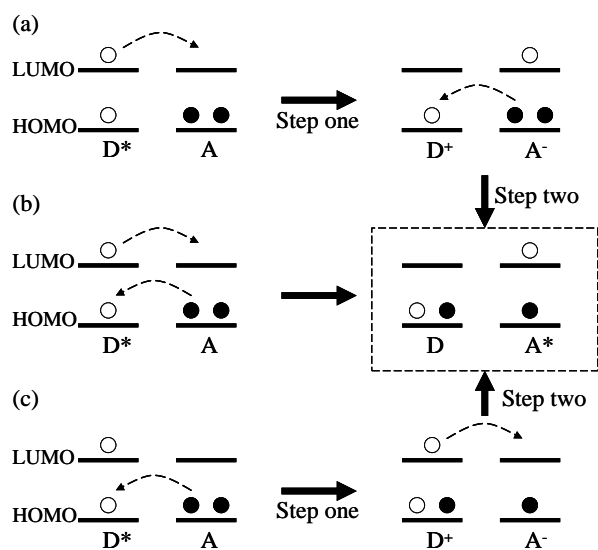 (a)
LUMO
HOMO
D* A
Step one
D⁺ A⁻
Step two
(b)
LUMO
HOMO
D* A
D A*
(c)
Step two
LUMO
HOMO
D* A
Step one
D⁺ A⁻